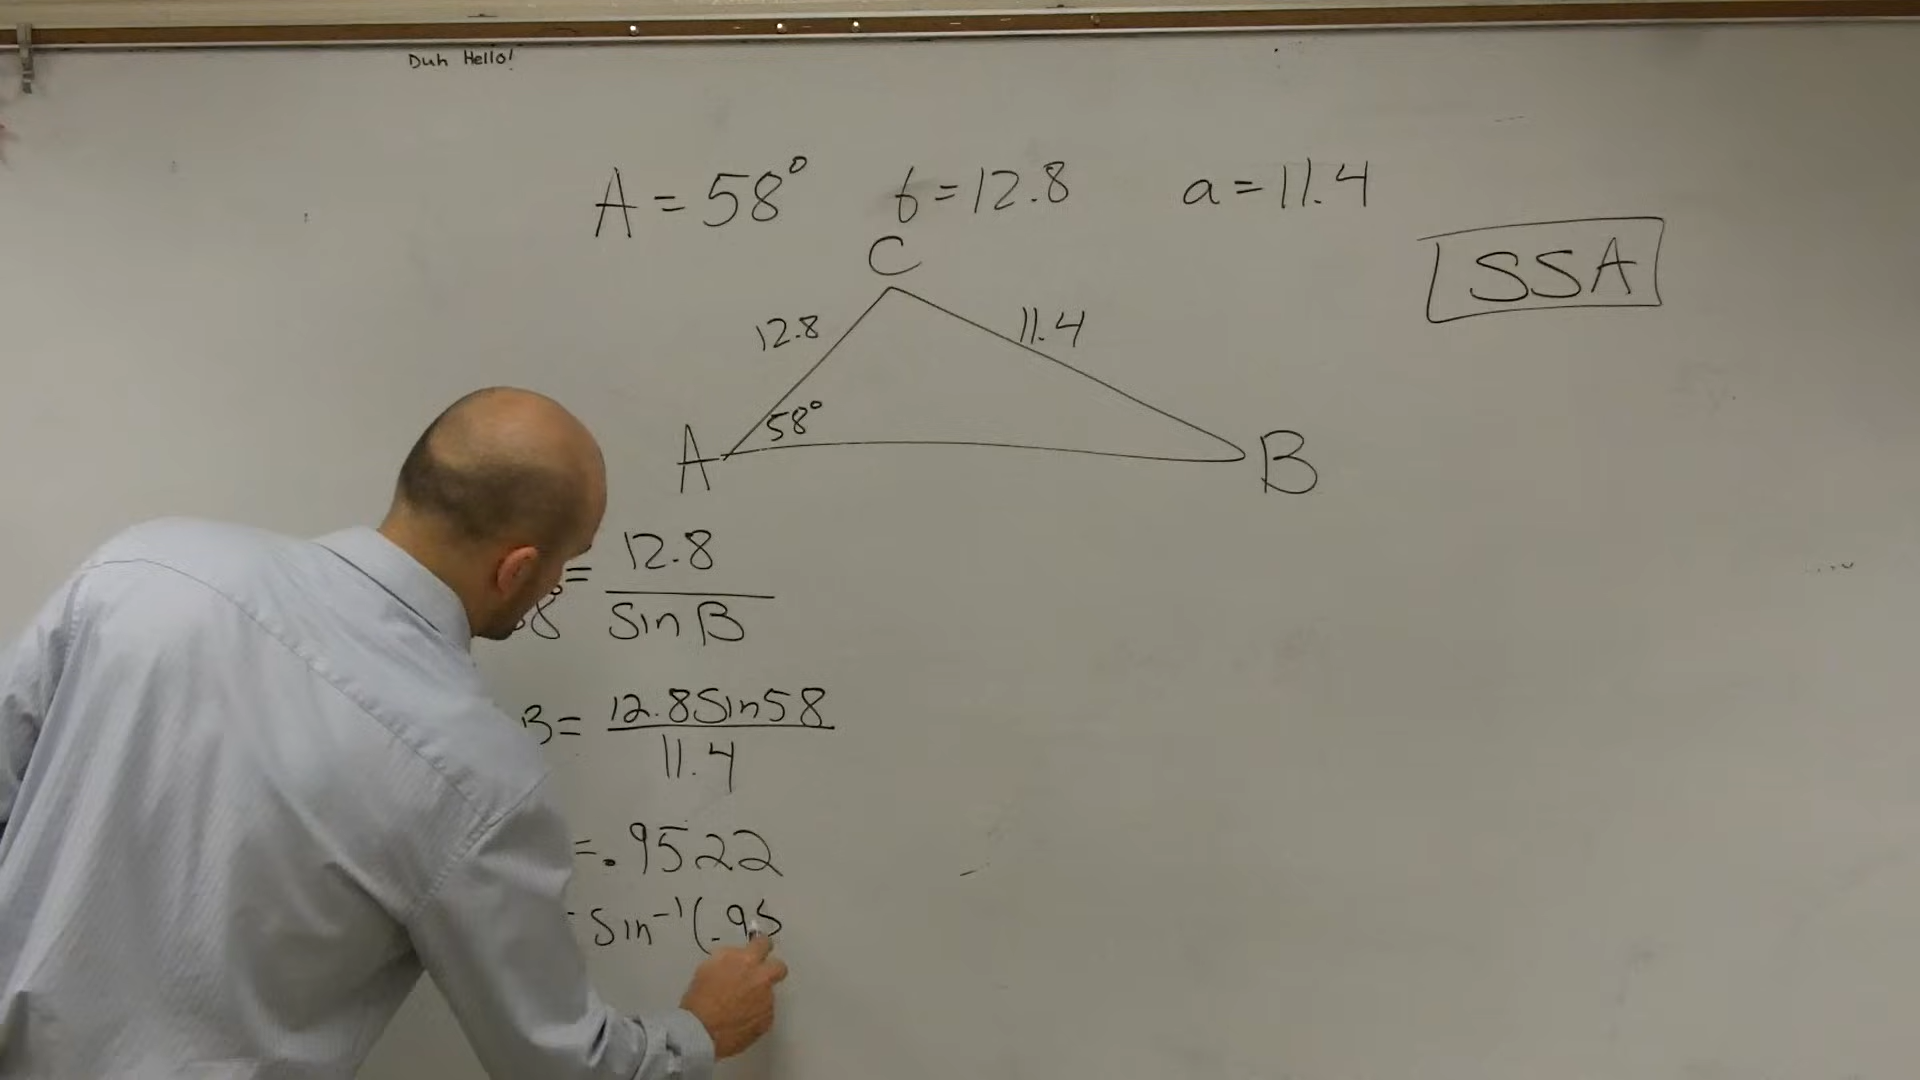 Duh Hello!
A = 58° b = 12.8 a = 11.4
SSA
C
12.8 11.4
58°
A B
= 12.8
8° sin B
B = 12.8 Sin 58
11.4
= .9522
Sin⁻¹(.95